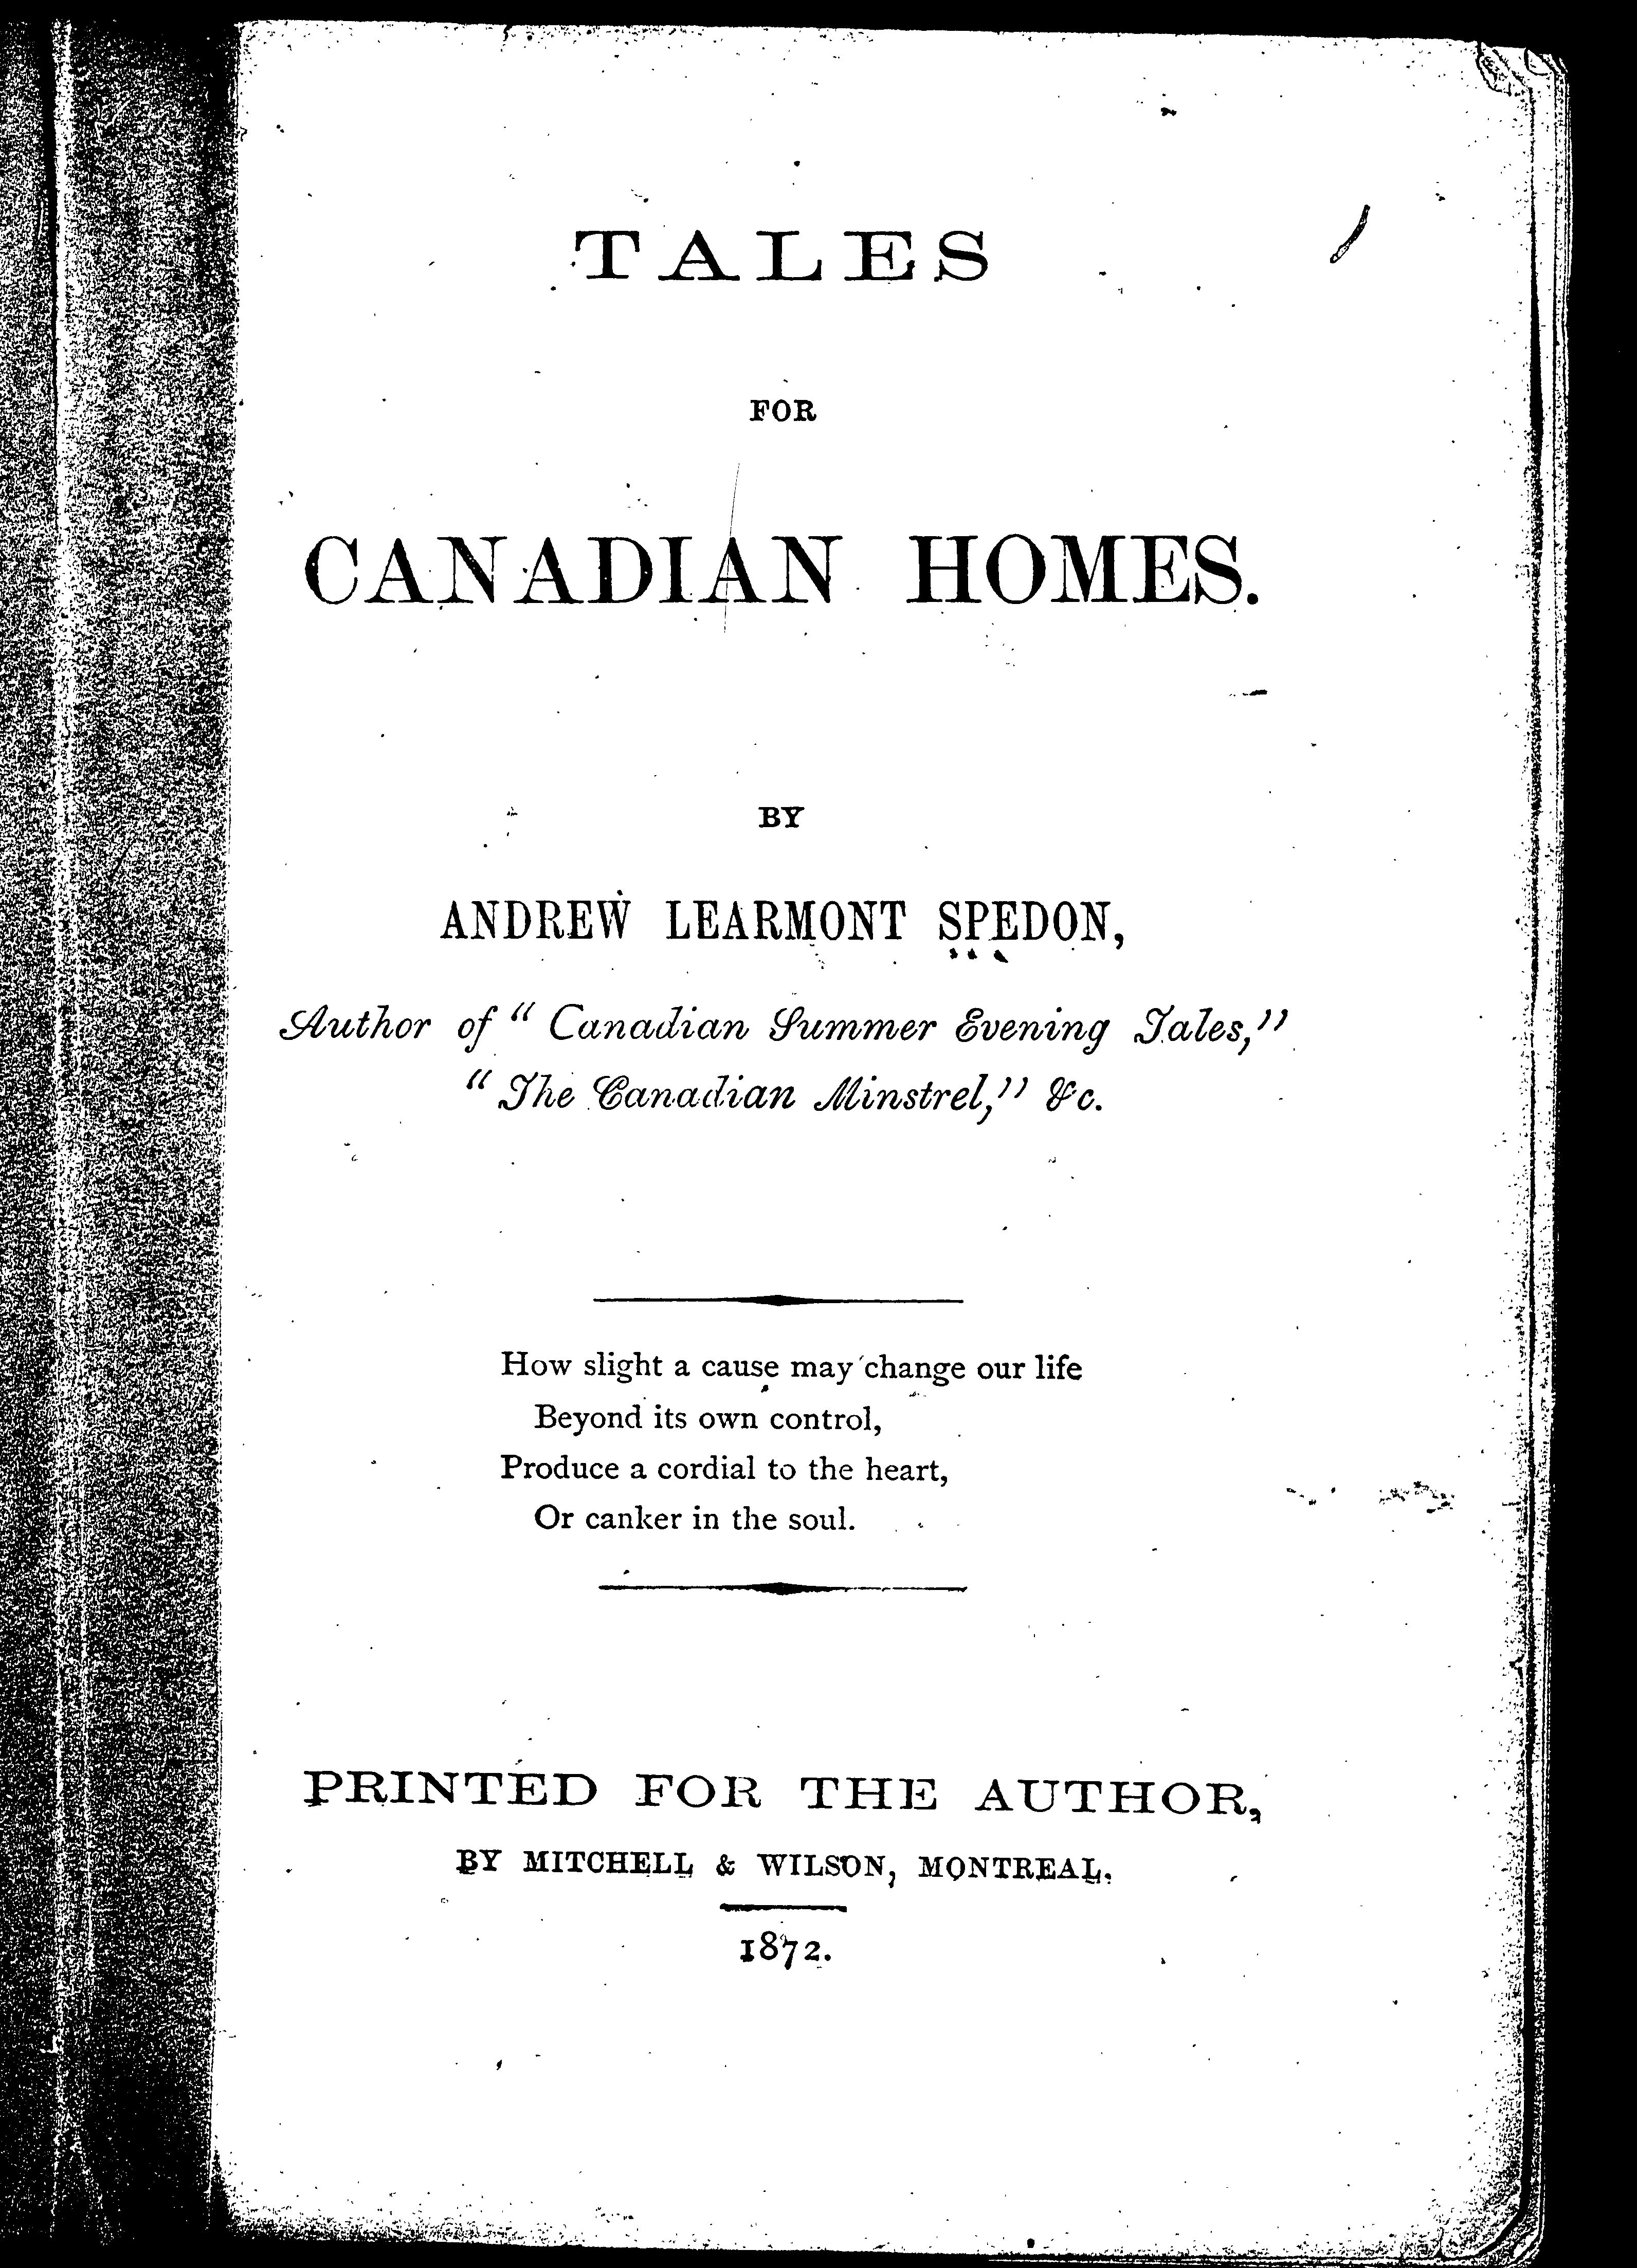 TALES
FOR
CANADIAN HOMES.
BY
ANDREW LEARMONT SPEDON,
Author of " Canadian Summer Evening Tales,"
" The Canadian Minstrel," &c.
How slight a cause may change our life
Beyond its own control,
Produce a cordial to the heart,
Or canker in the soul.
PRINTED FOR THE AUTHOR,
BY MITCHELL & WILSON, MONTREAL.
1872.